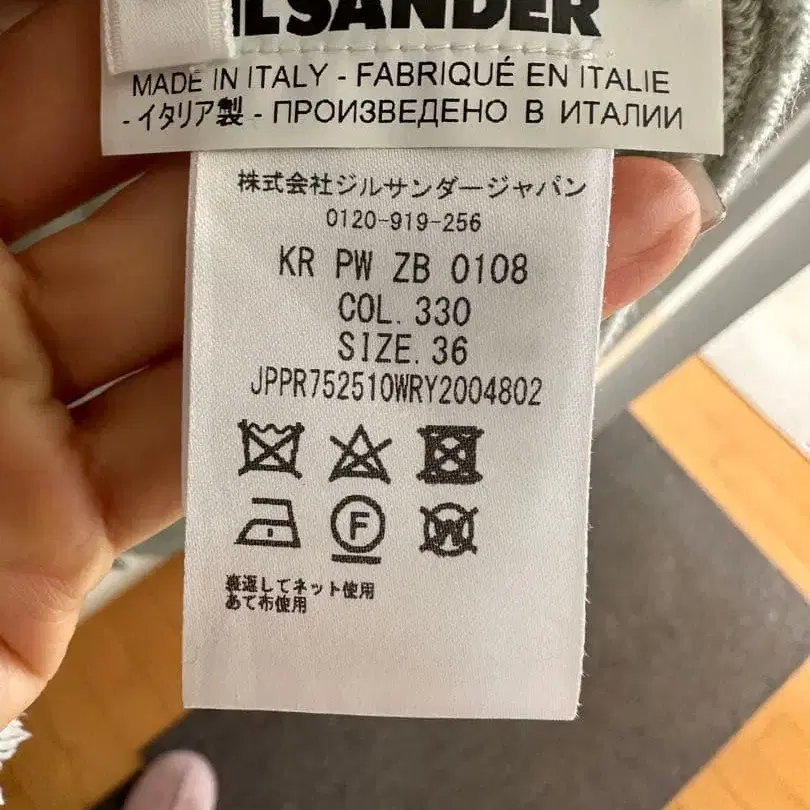 JIL SANDER
MADE IN ITALY - FABRIQUÉ EN ITALIE
- イタリア製 - ПРОИЗВЕДЕНО В ИТАЛИИ
株式会社ジルサンダージャパン
0120-919-256
KR PW ZB 0108
COL. 330
SIZE. 36
JPPR752510WRY2004802
F
W
裏返してネット使用
あて布使用